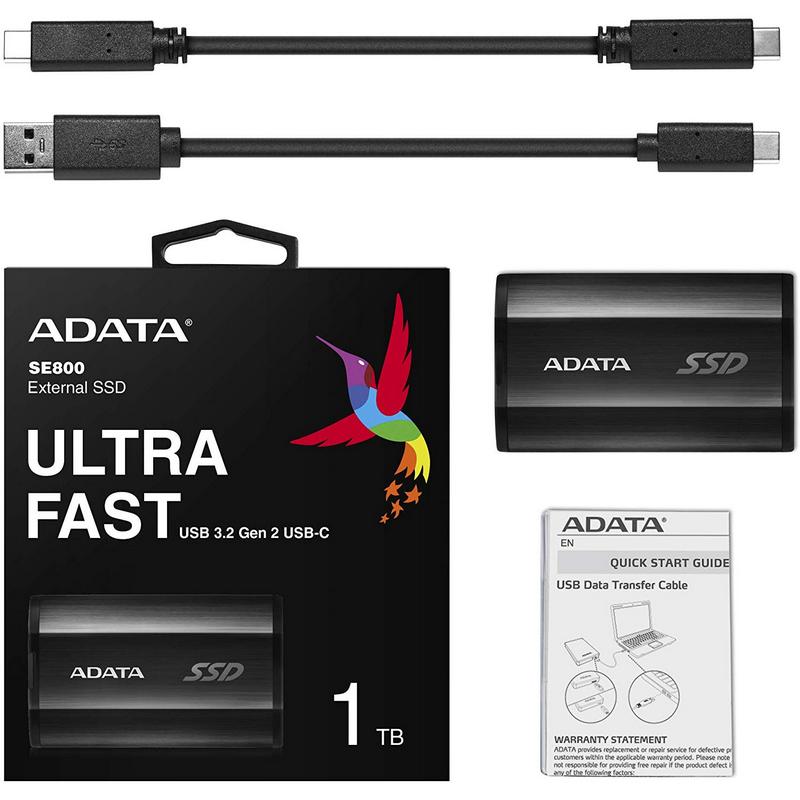 ADATA®
SE800
External SSD
ULTRA
FAST USB 3.2 Gen 2 USB-C
ADATA SSD
1 TB
ADATA SSD
ADATA®
EN
QUICK START GUIDE
USB Data Transfer Cable
WARRANTY STATEMENT
ADATA provides replacement or repair service for defective p
customers within the applicable warranty period. Please note
not responsible for providing free repair if the product defect i
any of the following factors: